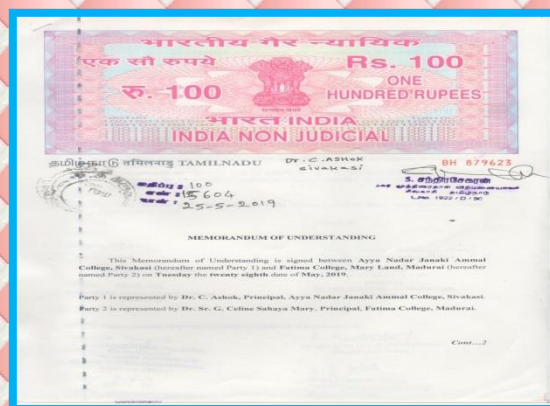 भारतीय गैर न्यायिक
एक सौ रुपये
Rs. 100
रु. 100
ONE
HUNDRED RUPEES
भारत INDIA
INDIA NON JUDICIAL
தமிழ்நாடு तमिलनाडु TAMILNADU
Dr. C. Ashok
Sivakasi
BH 879623
மதிப்பு : 100
எண் : 15604
நாள் : 25-5-2019
S. சந்திரசேகரன்
MEMORANDUM OF UNDERSTANDING
This Memorandum of Understanding is signed between Ayya Nadar Janaki Ammal
College, Sivakasi (hereafter named Party 1) and Fatima College, Mary Land, Madurai (hereafter
named Party 2) on Tuesday the twenty eighth date of May, 2019.
Party 1 is represented by Dr. C. Ashok, Principal, Ayya Nadar Janaki Ammal College, Sivakasi.
Party 2 is represented by Dr. Sr. G. Celine Sahaya Mary, Principal, Fatima College, Madurai.
Cont...2